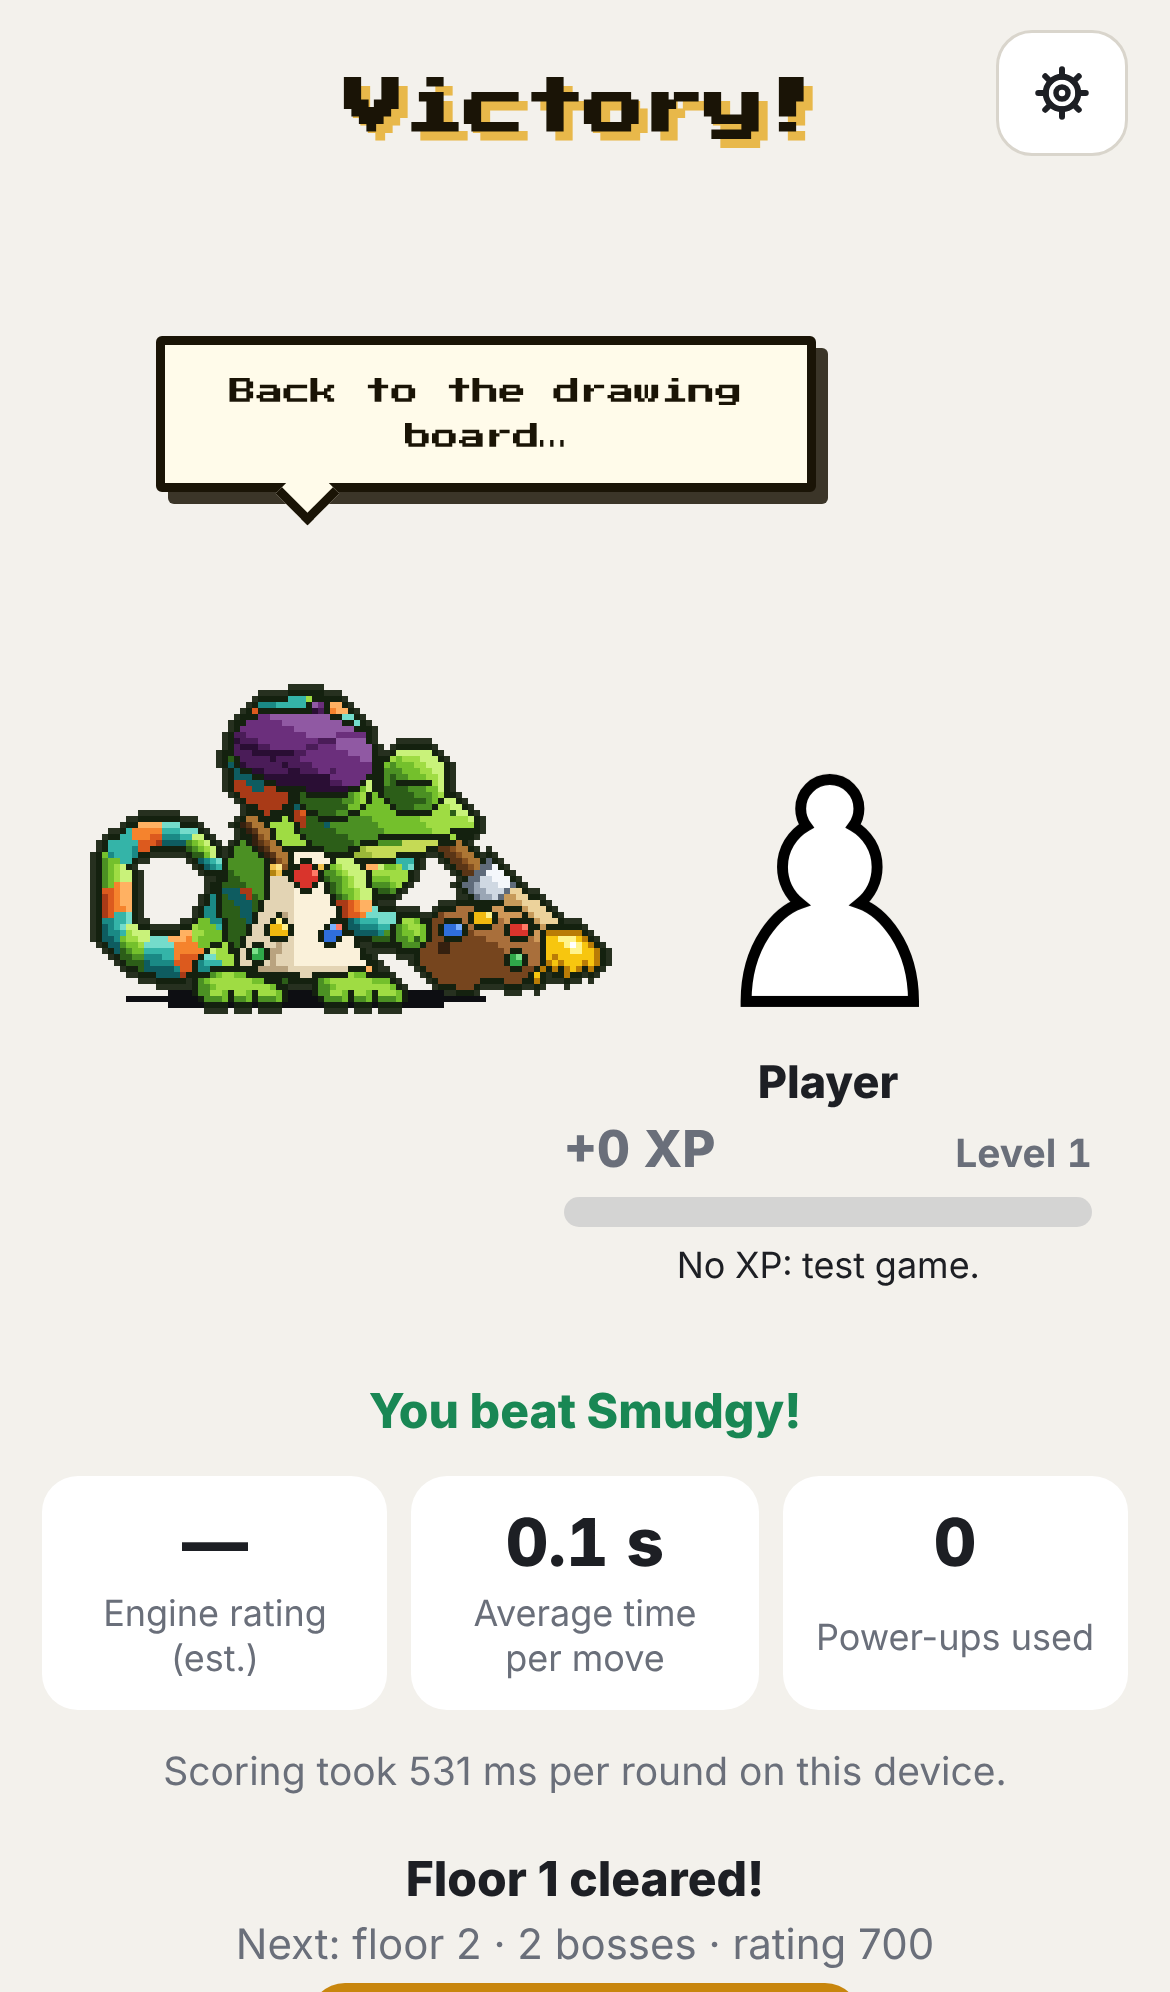 Victory!
Back to the drawing
board...
Player
+0 XP
Level 1
No XP: test game.
You beat Smudgy!
—
Engine rating
(est.)
0.1 s
Average time
per move
0
Power-ups used
Scoring took 531 ms per round on this device.
Floor 1 cleared!
Next: floor 2 · 2 bosses · rating 700